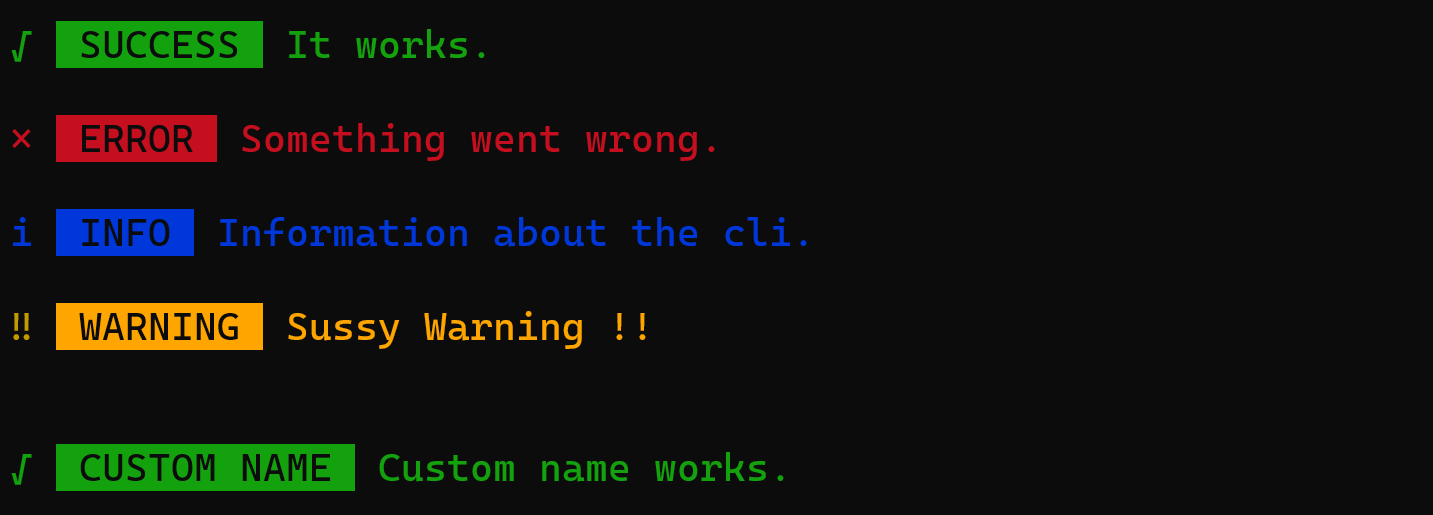 √ SUCCESS It works.
× ERROR Something went wrong.
i INFO Information about the cli.
‼ WARNING Sussy Warning !!
√ CUSTOM NAME Custom name works.